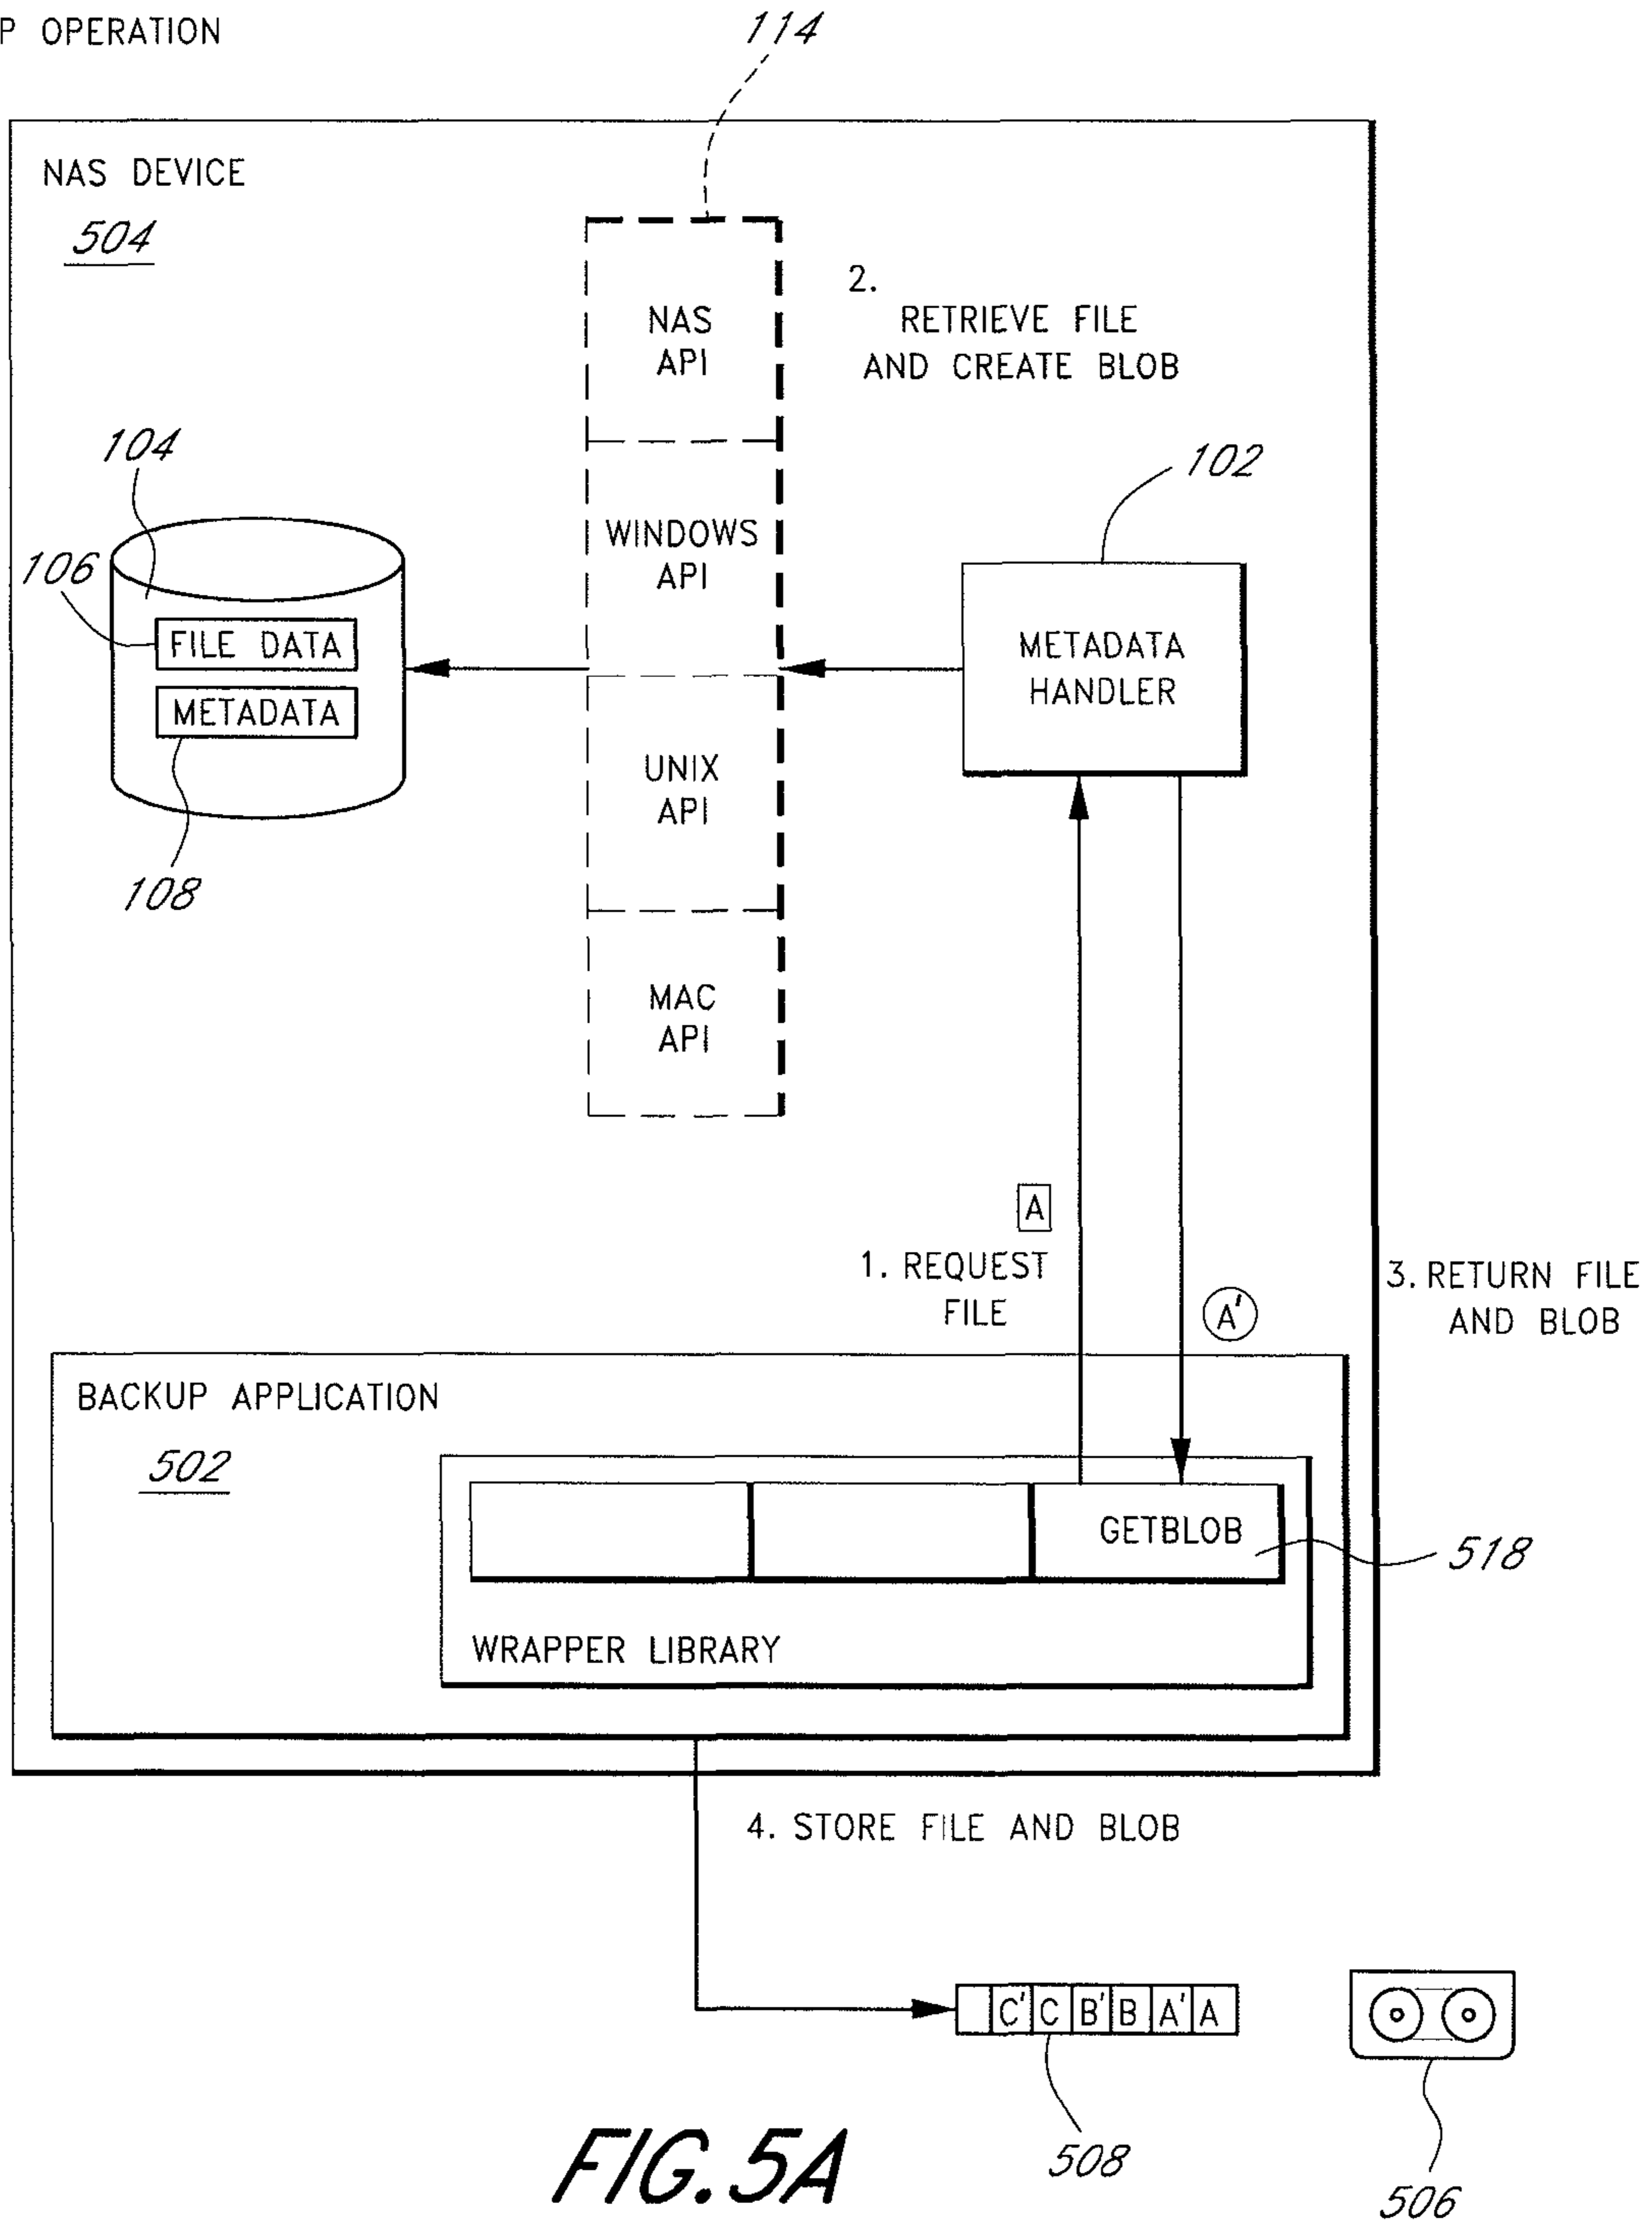 P OPERATION
114
NAS DEVICE
504
NAS
API
2.
RETRIEVE FILE
AND CREATE BLOB
104
102
106
WINDOWS
API
FILE DATA
METADATA
METADATA
HANDLER
UNIX
API
108
MAC
API
A
1. REQUEST
FILE
A'
3. RETURN FILE
AND BLOB
BACKUP APPLICATION
502
GETBLOB
518
WRAPPER LIBRARY
4. STORE FILE AND BLOB
C' C B' B A' A
508
506
FIG. 5A